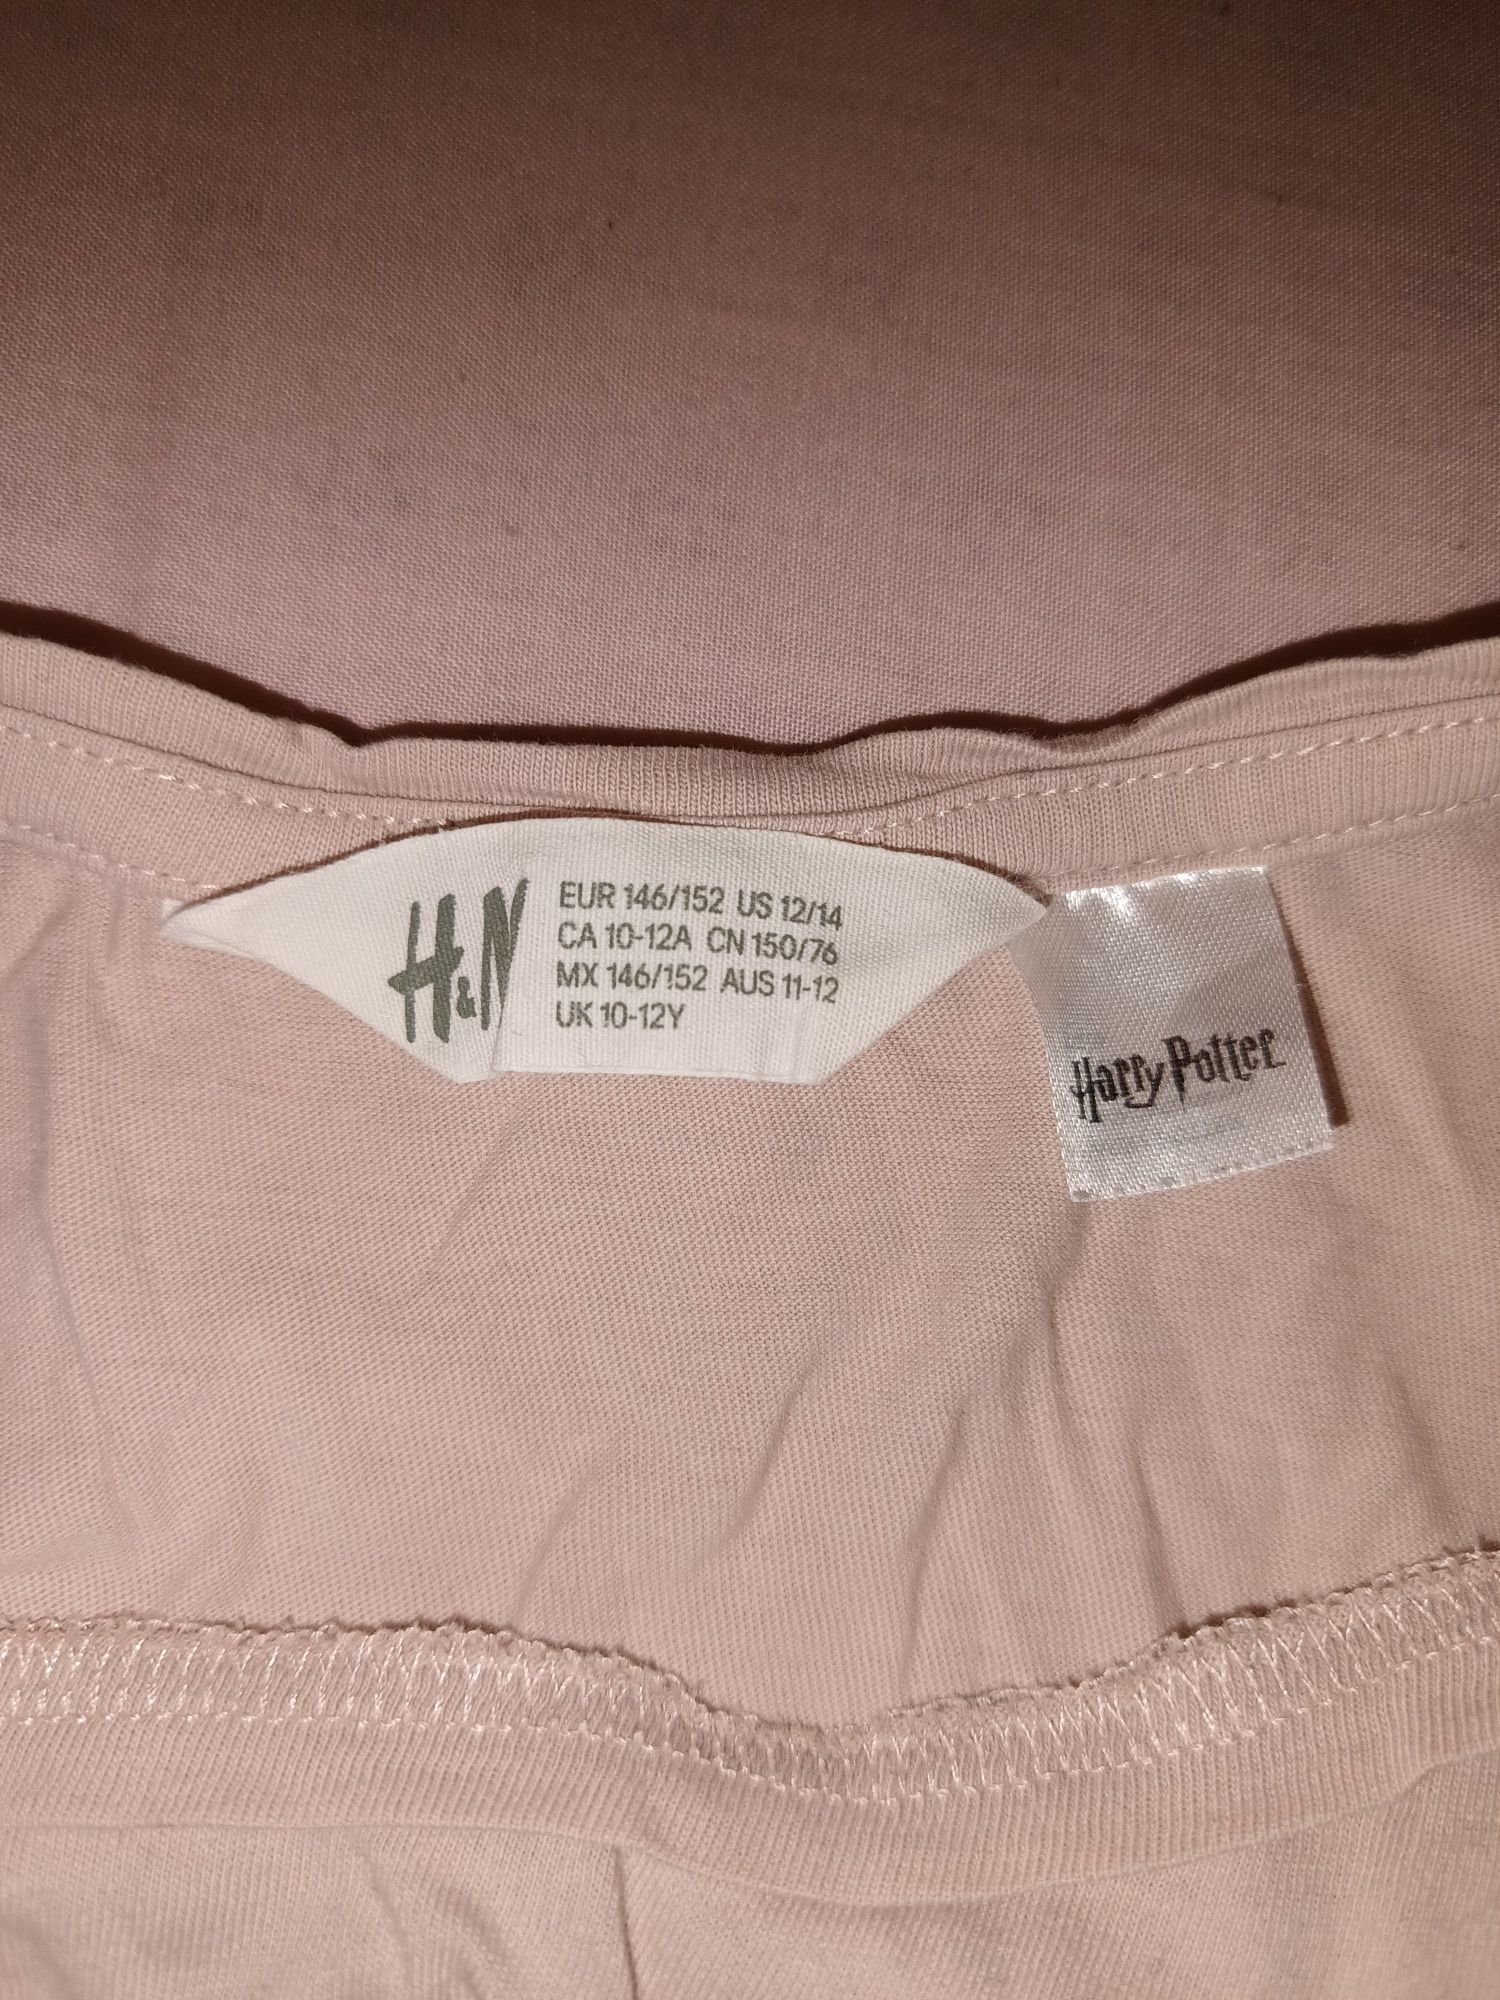 H&M
EUR 146/152 US 12/14
CA 10-12A CN 150/76
MX 146/152 AUS 11-12
UK 10-12Y
Harry Potter